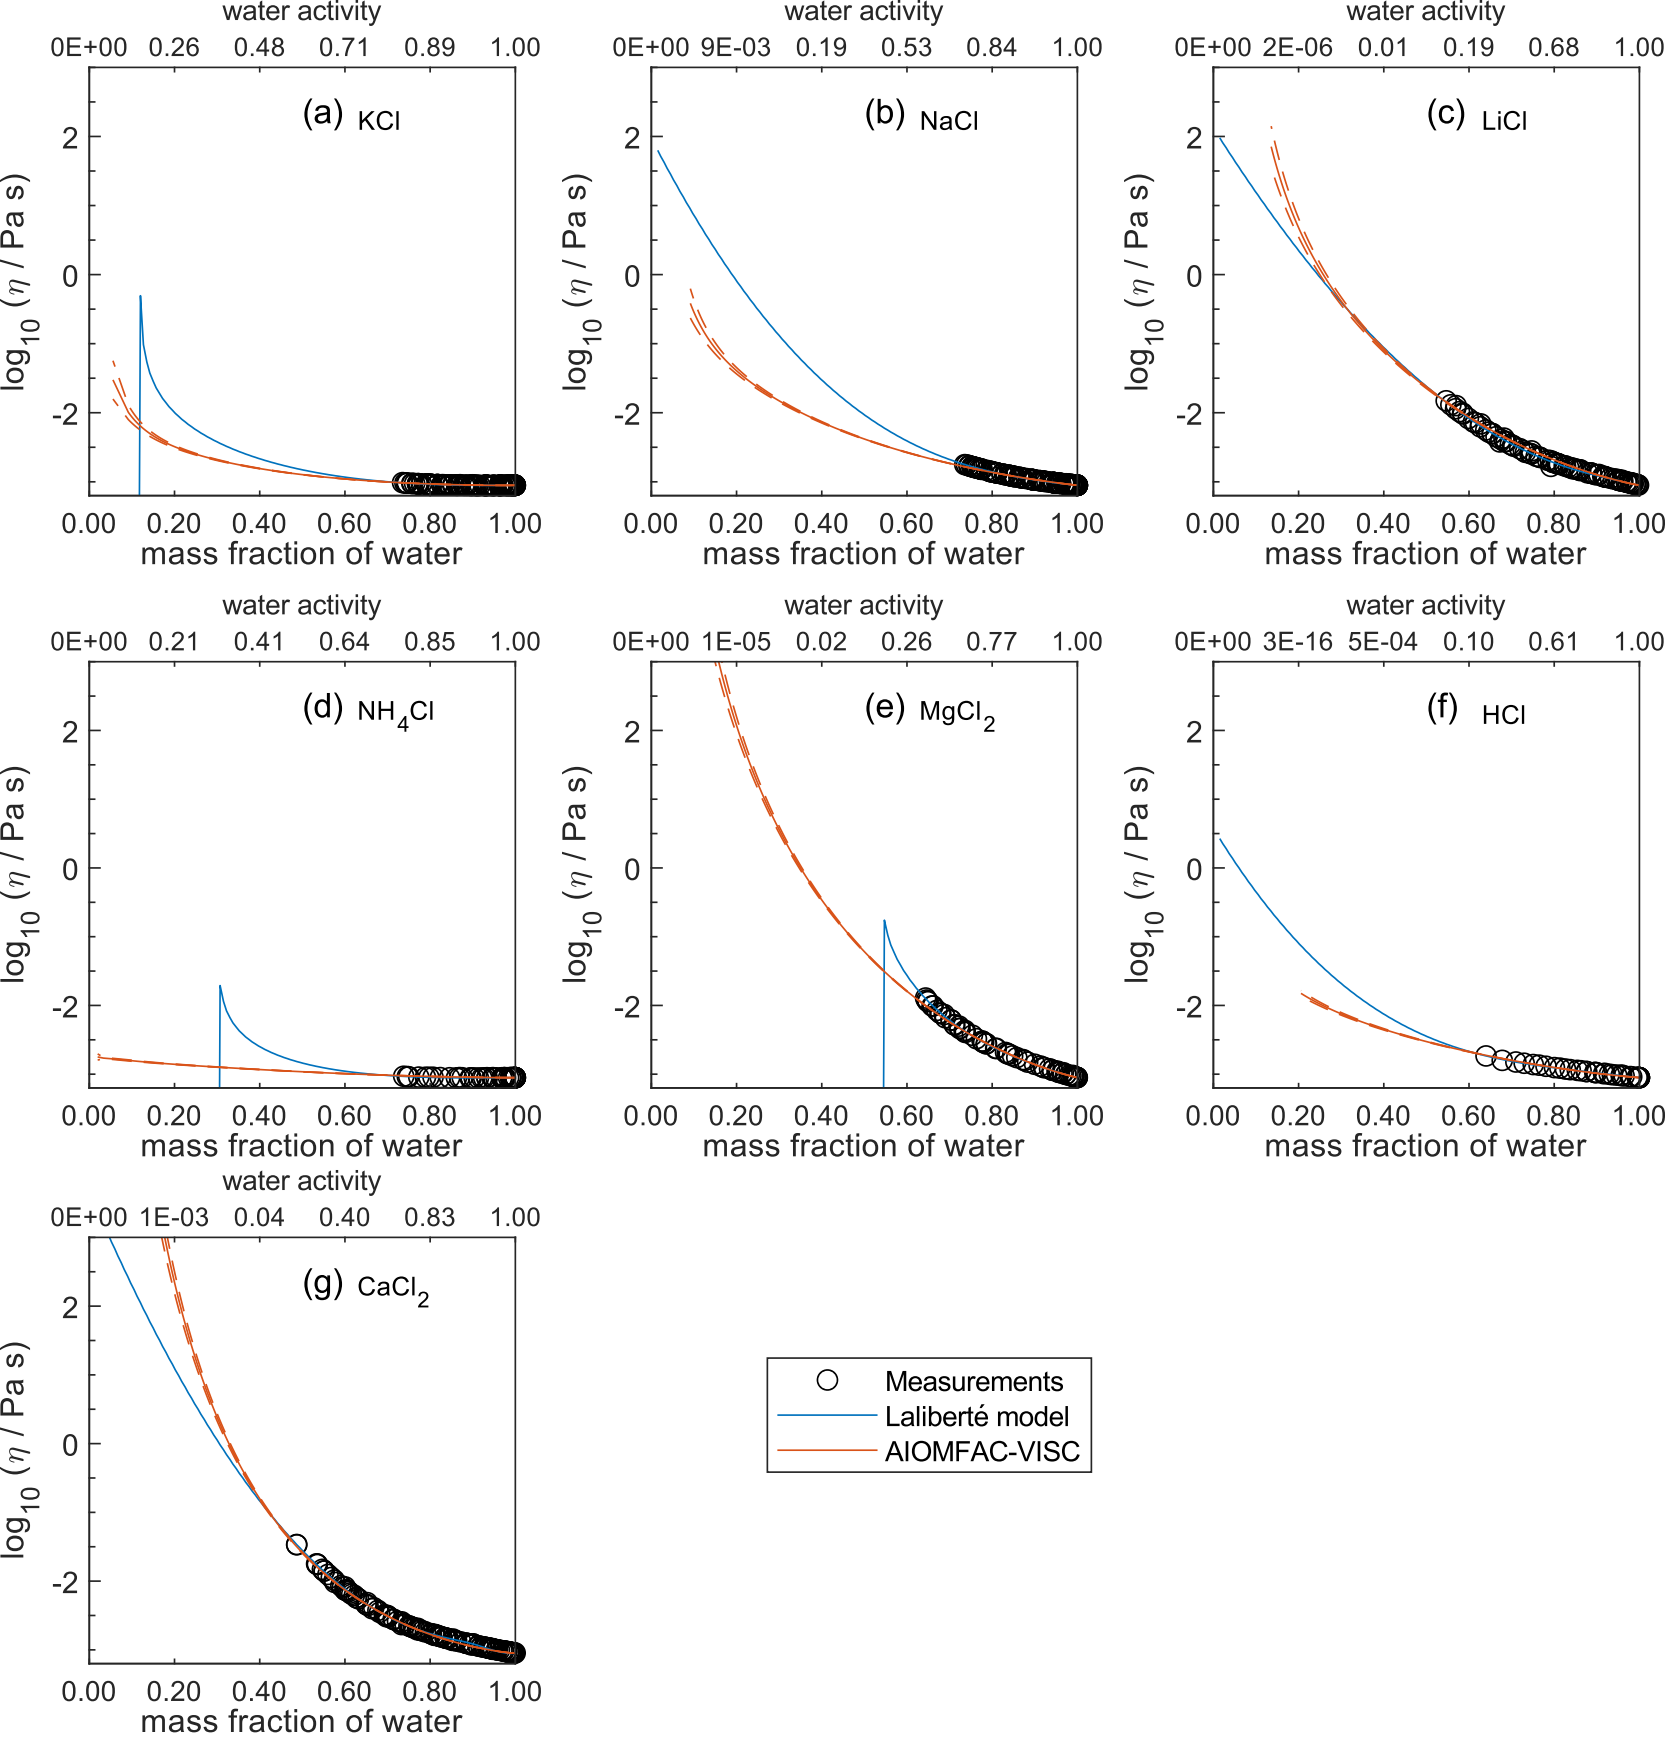 water activity
0E+00 0.26 0.48 0.71 0.89 1.00
(a) KCl
2
0
-2
log10 (η / Pa s)
0.00 0.20 0.40 0.60 0.80 1.00
mass fraction of water
water activity
0E+00 9E-03 0.19 0.53 0.84 1.00
(b) NaCl
2
0
-2
log10 (η / Pa s)
0.00 0.20 0.40 0.60 0.80 1.00
mass fraction of water
water activity
0E+00 2E-06 0.01 0.19 0.68 1.00
(c) LiCl
2
0
-2
log10 (η / Pa s)
0.00 0.20 0.40 0.60 0.80 1.00
mass fraction of water
water activity
0E+00 0.21 0.41 0.64 0.85 1.00
(d) NH4Cl
2
0
-2
log10 (η / Pa s)
0.00 0.20 0.40 0.60 0.80 1.00
mass fraction of water
water activity
0E+00 1E-05 0.02 0.26 0.77 1.00
(e) MgCl2
2
0
-2
log10 (η / Pa s)
0.00 0.20 0.40 0.60 0.80 1.00
mass fraction of water
water activity
0E+00 3E-16 5E-04 0.10 0.61 1.00
(f) HCl
2
0
-2
log10 (η / Pa s)
0.00 0.20 0.40 0.60 0.80 1.00
mass fraction of water
water activity
0E+00 1E-03 0.04 0.40 0.83 1.00
(g) CaCl2
2
0
-2
log10 (η / Pa s)
0.00 0.20 0.40 0.60 0.80 1.00
mass fraction of water
Measurements
Laliberté model
AIOMFAC-VISC